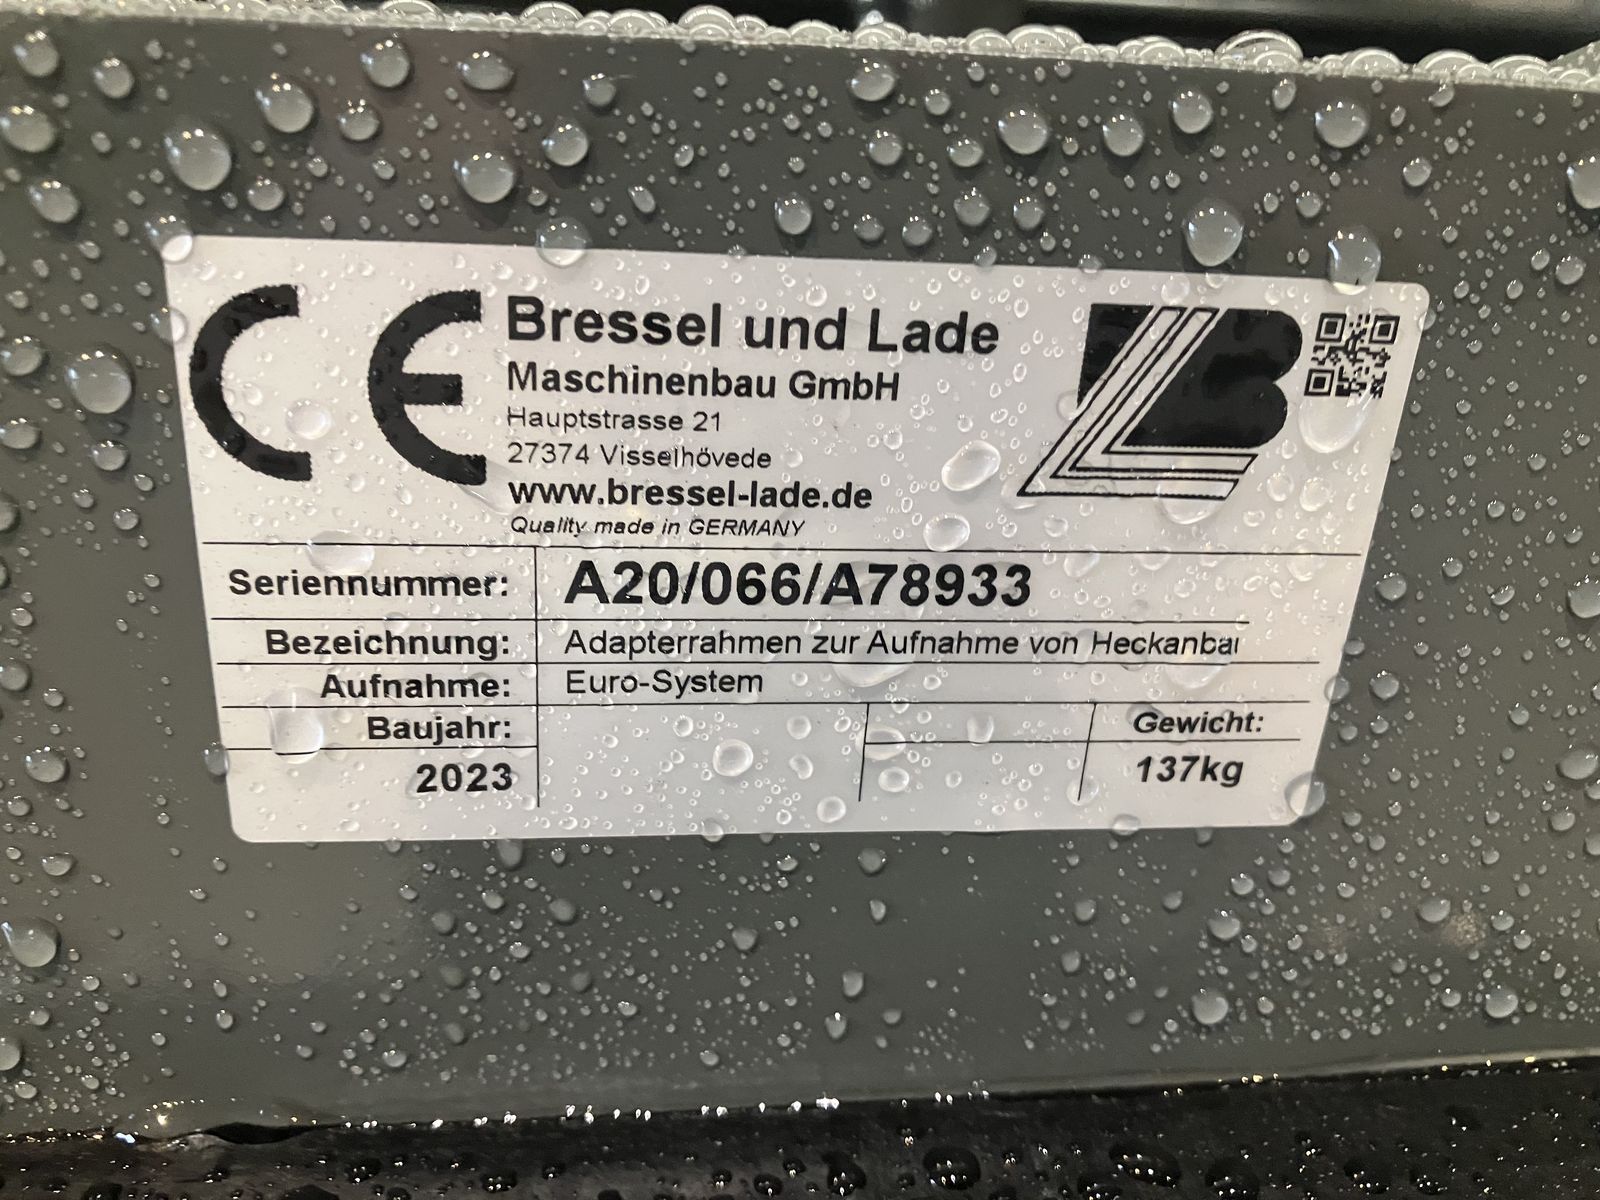 CE
Bressel und Lade
Maschinenbau GmbH
Hauptstrasse 21
27374 Visselhövede
www.bressel-lade.de
Quality made in GERMANY
LB
Seriennummer: A20/066/A78933
Bezeichnung: Adapterrahmen zur Aufnahme von Heckanbau
Aufnahme: Euro-System
Baujahr: Gewicht:
2023 137kg